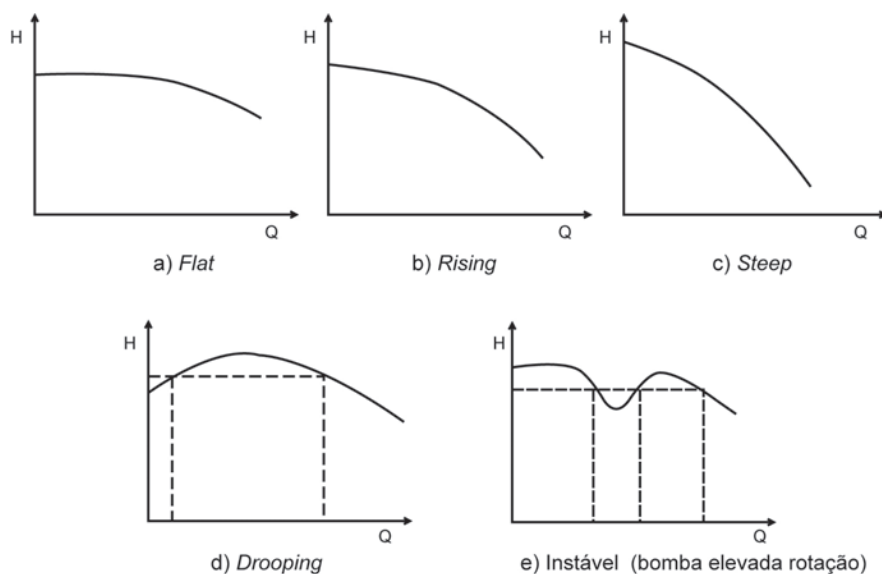 H
Q
a) Flat
H
Q
b) Rising
H
Q
c) Steep
H
Q
d) Drooping
H
Q
e) Instável (bomba elevada rotação)